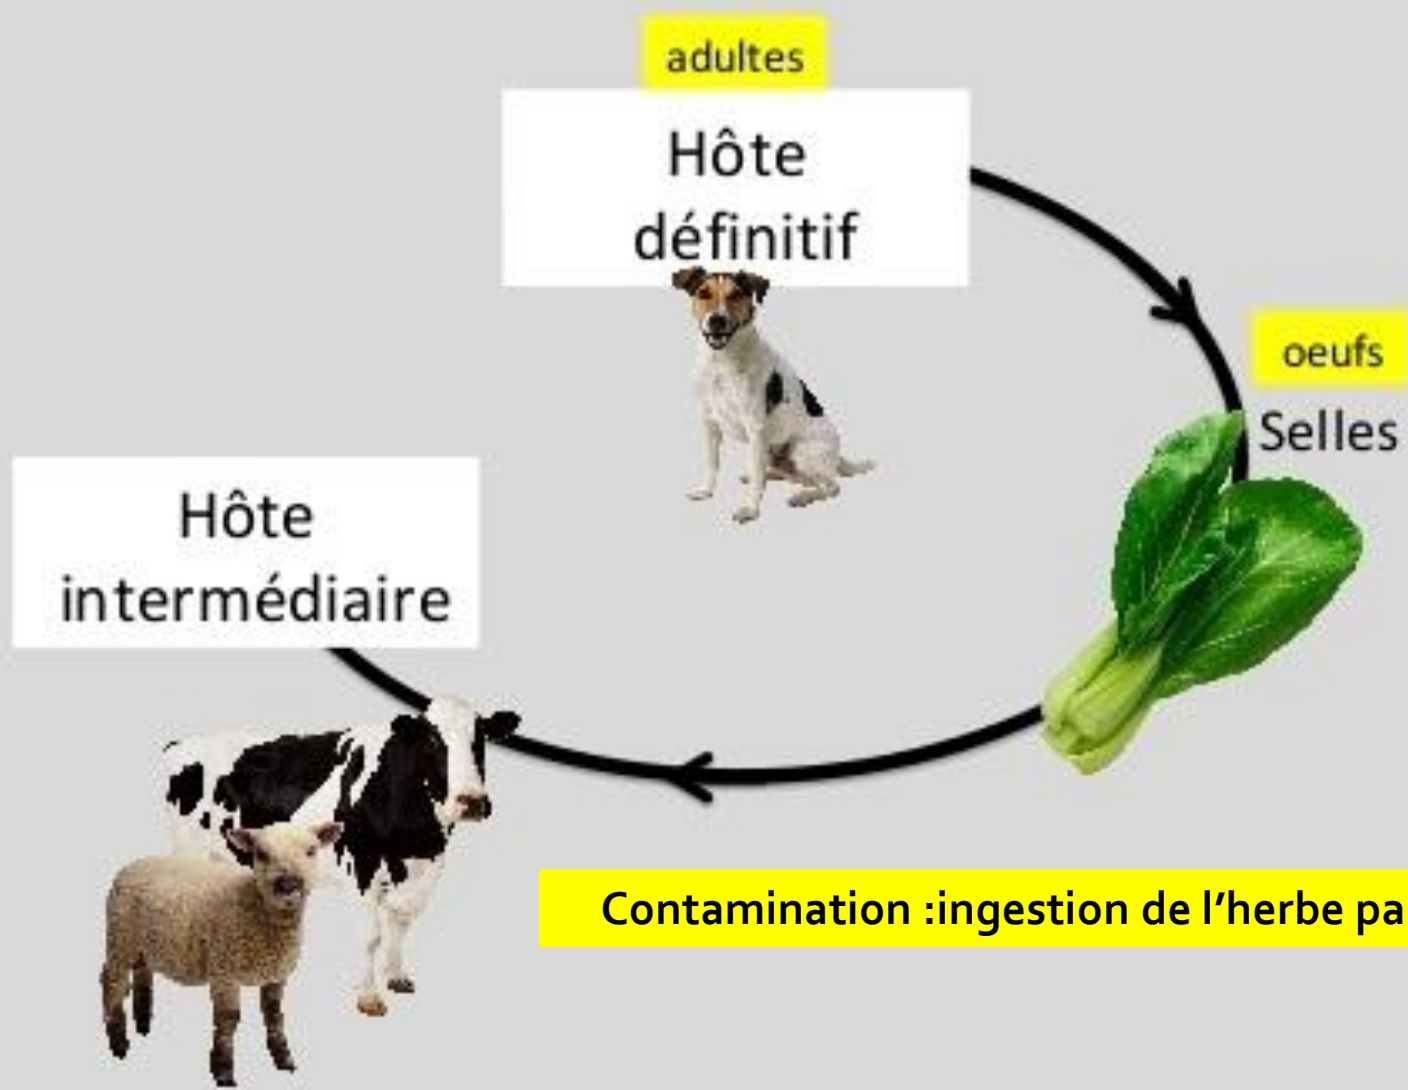 adultes
Hôte
définitif
oeufs
Selles
Hôte
intermédiaire
Contamination :ingestion de l’herbe pa